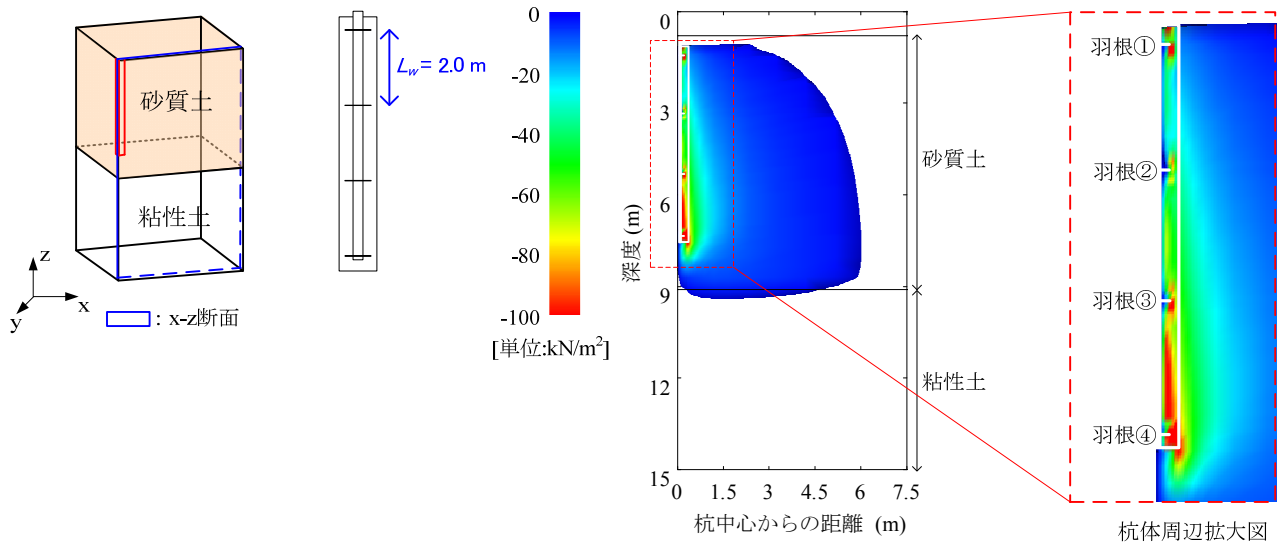 砂質土
粘性土
z
x
y
: x-z断面
Lw = 2.0 m
0
-20
-40
-60
-80
-100
[単位:kN/m²]
0
3
6
9
12
15
深度 (m)
0 1.5 3 4.5 6 7.5
杭中心からの距離 (m)
砂質土
粘性土
羽根①
羽根②
羽根③
羽根④
杭体周辺拡大図